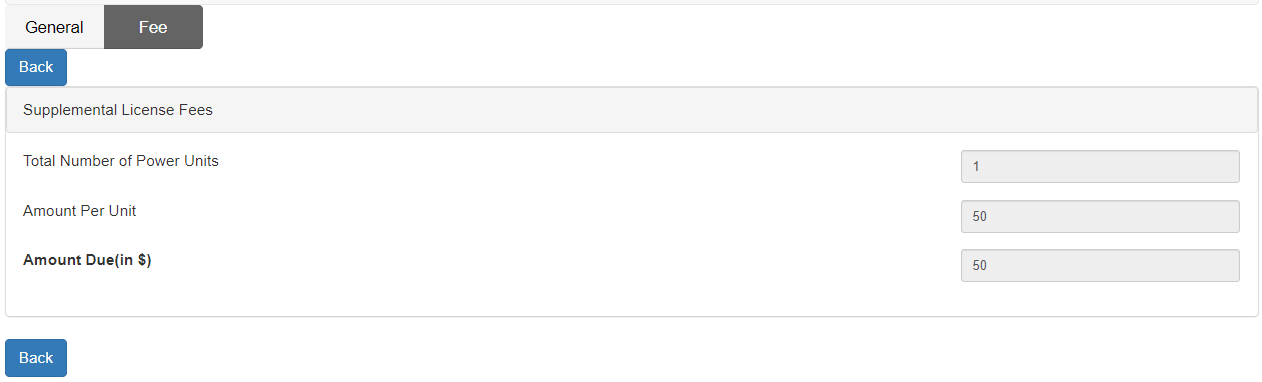 General Fee
Back
Supplemental License Fees
Total Number of Power Units 1
Amount Per Unit 50
Amount Due(in $) 50
Back